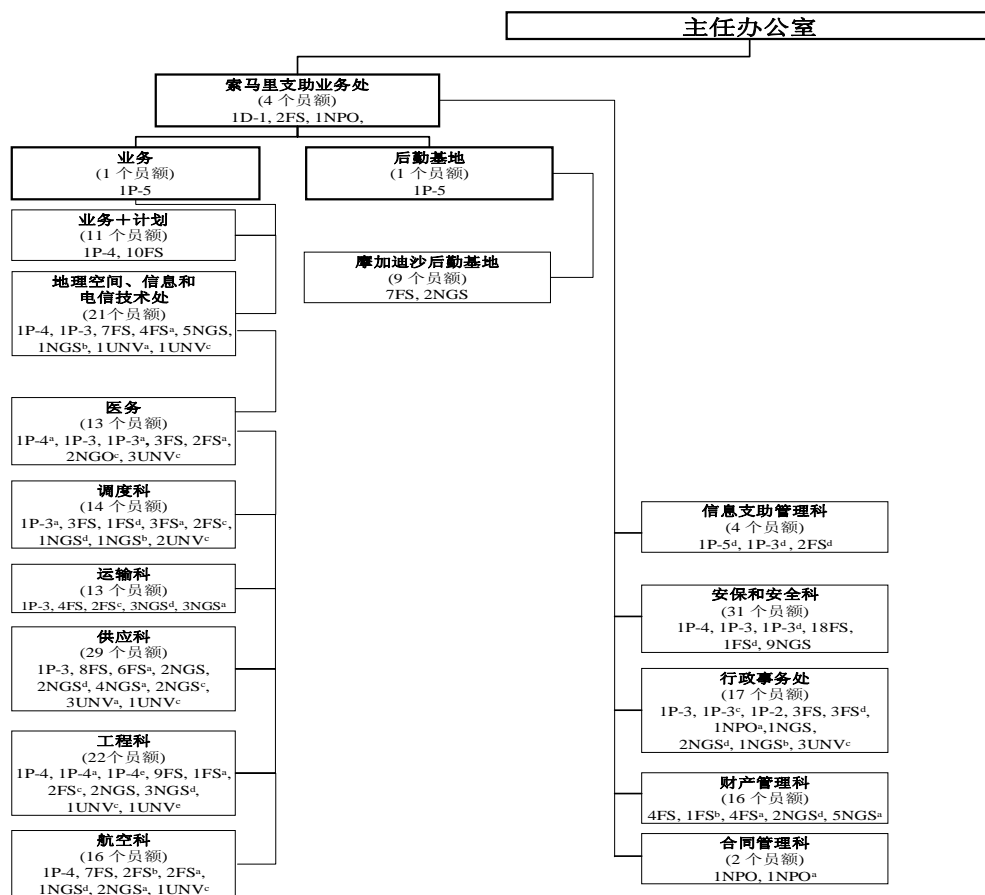 主任办公室
索马里支助业务处
(4 个员额)
1D-1, 2FS, 1NPO,
业务
(1 个员额)
1P-5
后勤基地
(1 个员额)
1P-5
业务＋计划
(11 个员额)
1P-4, 10FS
地理空间、信息和
电信技术处
(21个员额)
1P-4, 1P-3, 7FS, 4FSᵃ, 5NGS,
1NGSᵇ, 1UNVᵃ, 1UNVᶜ
摩加迪沙后勤基地
(9 个员额)
7FS, 2NGS
医务
(13 个员额)
1P-4ᵃ, 1P-3, 1P-3ᵃ, 3FS, 2FSᵃ,
2NGOᶜ, 3UNVᶜ
调度科
(14 个员额)
1P-3ᵃ, 3FS, 1FSᵈ, 3FSᵃ, 2FSᶜ,
1NGSᵈ, 1NGSᵇ, 2UNVᶜ
运输科
(13 个员额)
1P-3, 4FS, 2FSᶜ, 3NGSᵈ, 3NGSᵃ
供应科
(29 个员额)
1P-3, 8FS, 6FSᵃ, 2NGS,
2NGSᵈ, 4NGSᵃ, 2NGSᶜ,
3UNVᵃ, 1UNVᶜ
工程科
(22个员额)
1P-4, 1P-4ᵃ, 1P-4ᵉ, 9FS, 1FSᵃ,
2FSᶜ, 2NGS, 3NGSᵈ,
1UNVᶜ, 1UNVᵉ
航空科
(16 个员额)
1P-4, 7FS, 2FSᵇ, 2FSᵃ,
1NGSᵈ, 2NGSᵃ, 1UNVᶜ
信息支助管理科
(4 个员额)
1P-5ᵈ, 1P-3ᵈ, 2FSᵈ
安保和安全科
(31 个员额)
1P-4, 1P-3, 1P-3ᵈ, 18FS,
1FSᵈ, 9NGS
行政事务处
(17 个员额)
1P-3, 1P-3ᶜ, 1P-2, 3FS, 3FSᵈ,
1NPOᵃ,1NGS,
2NGSᵈ, 1NGSᵇ, 3UNVᶜ
财产管理科
(16 个员额)
4FS, 1FSᵇ, 4FSᵃ, 2NGSᵈ, 5NGSᵃ
合同管理科
(2 个员额)
1NPO, 1NPOᵃ